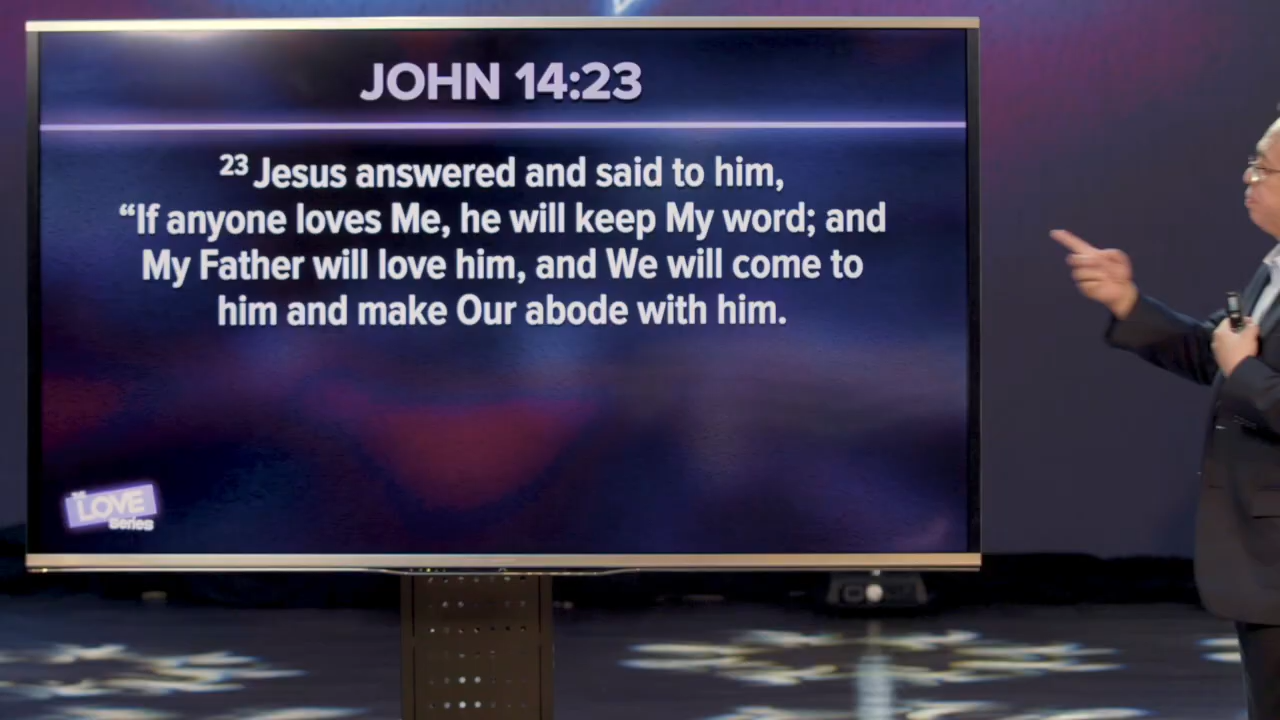 JOHN 14:23
23 Jesus answered and said to him,
“If anyone loves Me, he will keep My word; and
My Father will love him, and We will come to
him and make Our abode with him.
THE
LOVE
series